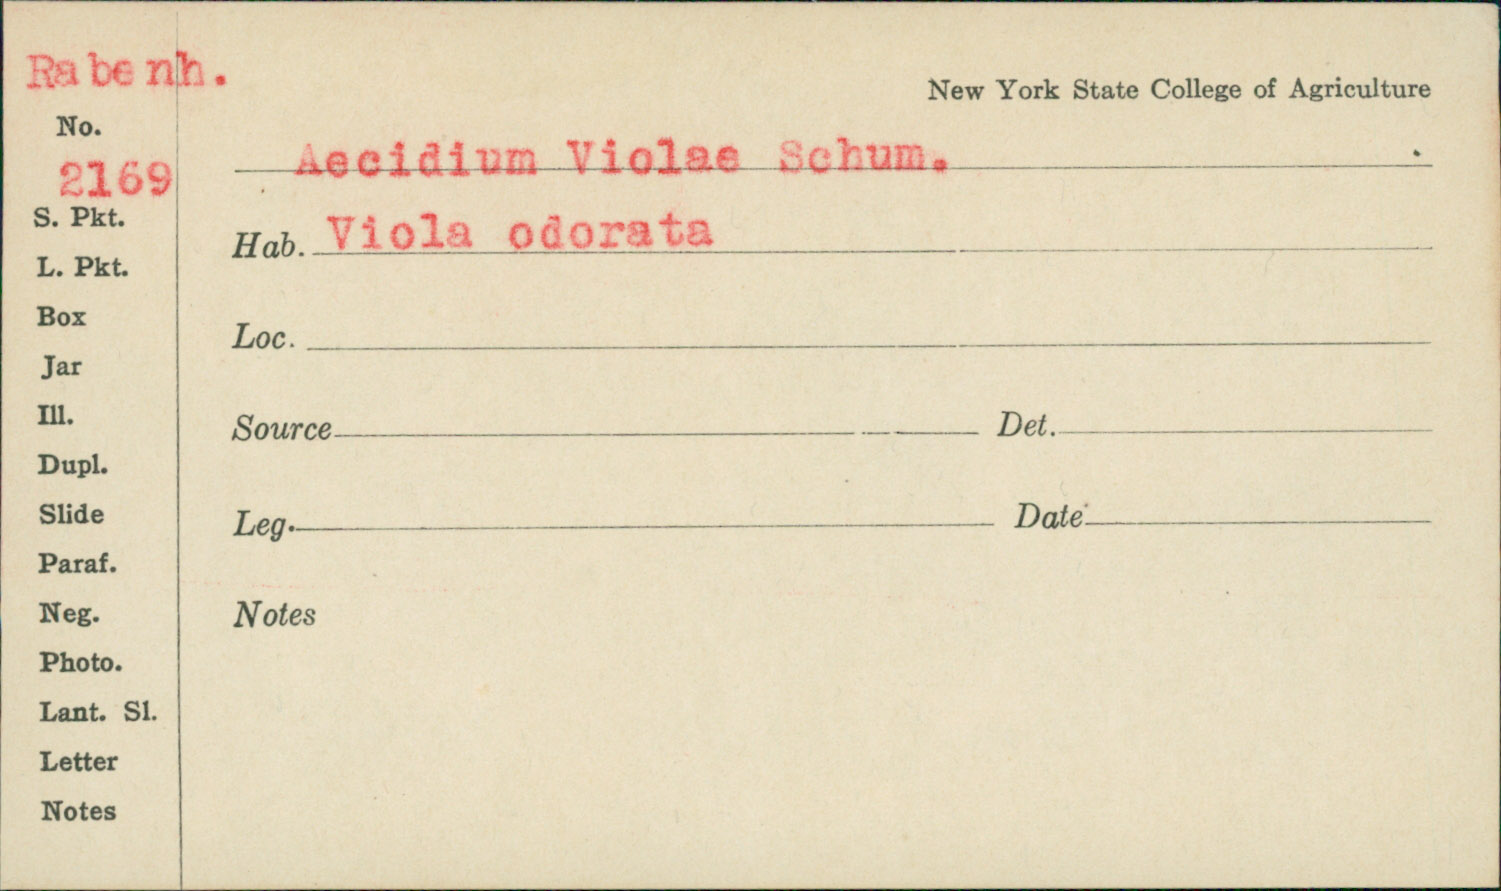 Rabenh.
New York State College of Agriculture
No.
2169
Aecidium Violae Schum.
S. Pkt.
Hab. Viola odorata
L. Pkt.
Box
Loc.
Jar
Ill.
Source Det.
Dupl.
Slide
Leg. Date
Paraf.
Neg.
Notes
Photo.
Lant. Sl.
Letter
Notes